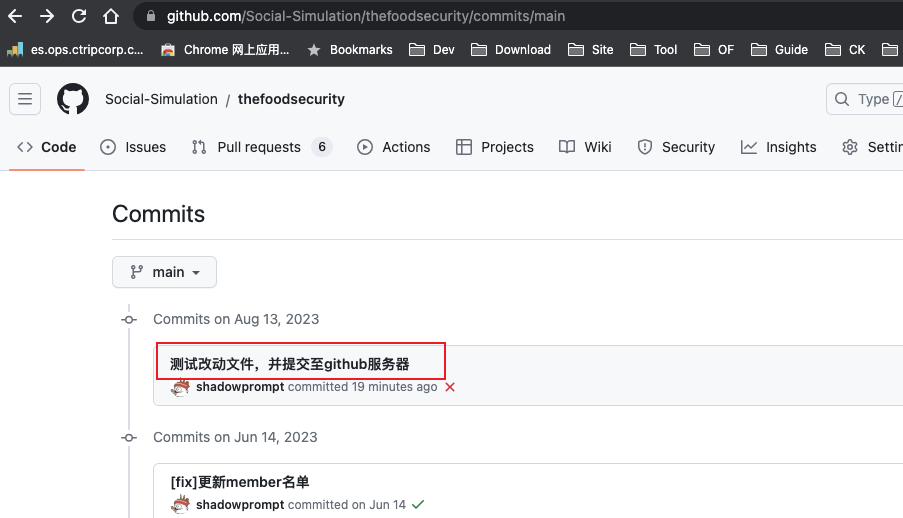 github.com/Social-Simulation/thefoodsecurity/commits/main
es.ops.ctripcorp.c... Chrome 网上应用... Bookmarks Dev Download Site Tool OF Guide CK
Social-Simulation / thefoodsecurity Type /
Code Issues Pull requests 6 Actions Projects Wiki Security Insights Settin
Commits
main
Commits on Aug 13, 2023
测试改动文件，并提交至github服务器
shadowprompt committed 19 minutes ago
Commits on Jun 14, 2023
[fix]更新member名单
shadowprompt committed on Jun 14